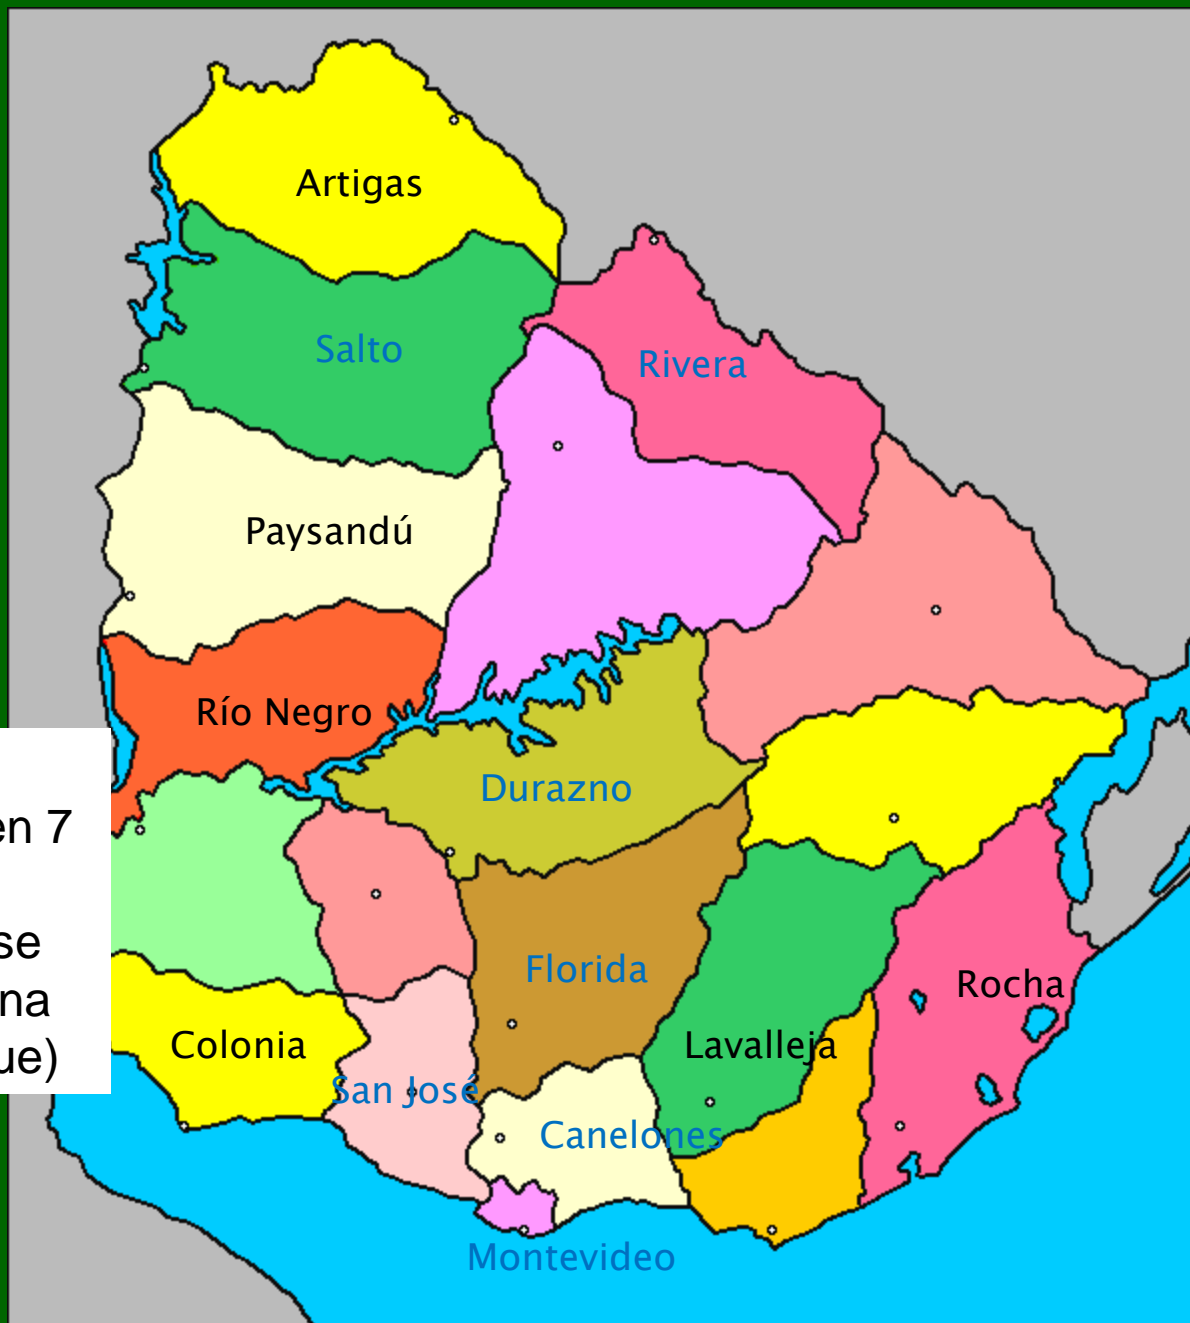 Artigas
Salto
Rivera
Paysandú
Río Negro
Durazno
en 7
se
Florida
na
Rocha
Colonia
Lavalleja
ue)
San José
Canelones
Montevideo